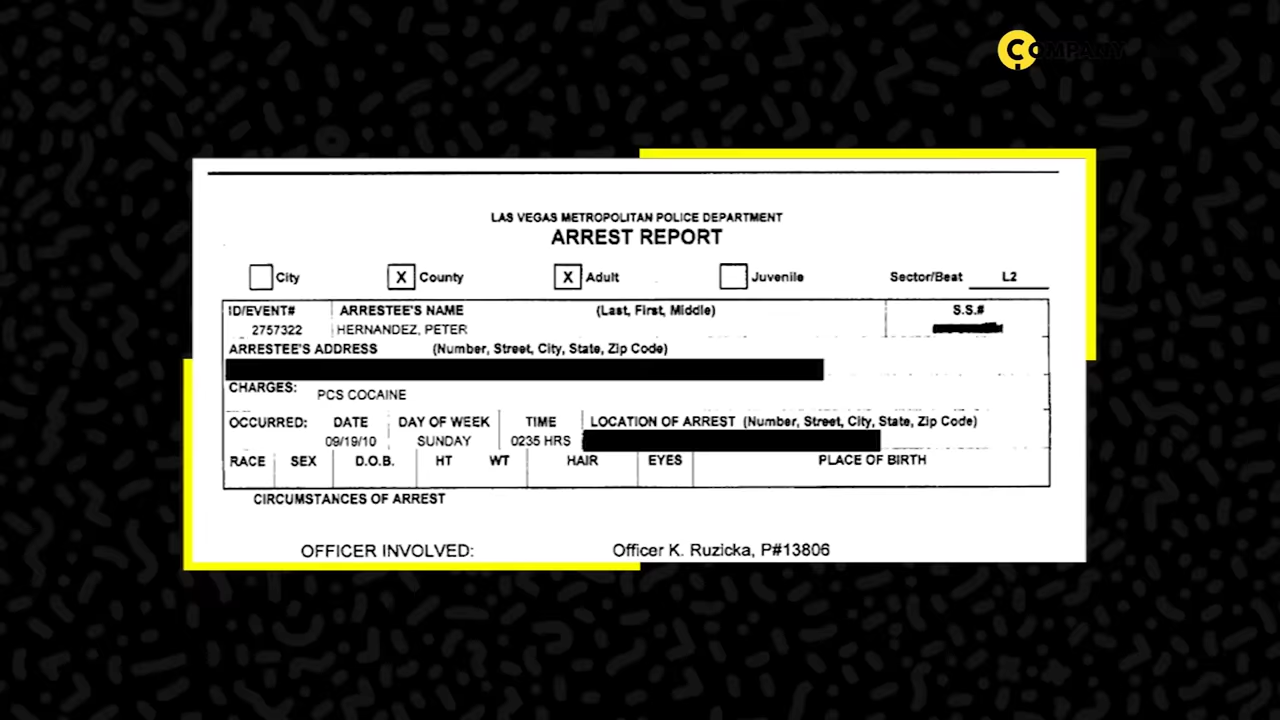 COMPANY
LAS VEGAS METROPOLITAN POLICE DEPARTMENT
ARREST REPORT
City X County X Adult Juvenile Sector/Beat L2
ID/EVENT# ARRESTEE'S NAME (Last, First, Middle) S.S.#
2757322 HERNANDEZ, PETER
ARRESTEE'S ADDRESS (Number, Street, City, State, Zip Code)
CHARGES: PCS COCAINE
OCCURRED: DATE DAY OF WEEK TIME LOCATION OF ARREST (Number, Street, City, State, Zip Code)
09/19/10 SUNDAY 0235 HRS
RACE SEX D.O.B. HT WT HAIR EYES PLACE OF BIRTH
CIRCUMSTANCES OF ARREST
OFFICER INVOLVED: Officer K. Ruzicka, P#13806